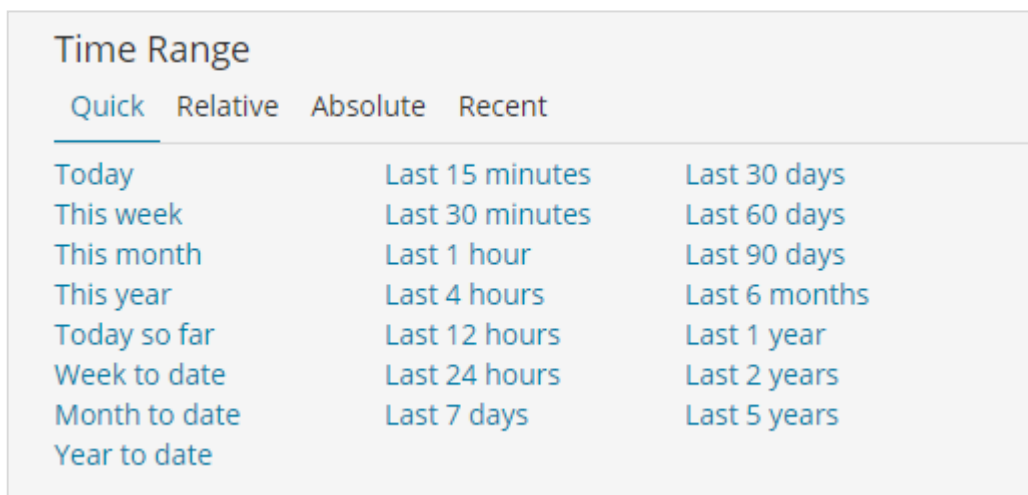 Time Range
Quick Relative Absolute Recent
Today Last 15 minutes Last 30 days
This week Last 30 minutes Last 60 days
This month Last 1 hour Last 90 days
This year Last 4 hours Last 6 months
Today so far Last 12 hours Last 1 year
Week to date Last 24 hours Last 2 years
Month to date Last 7 days Last 5 years
Year to date